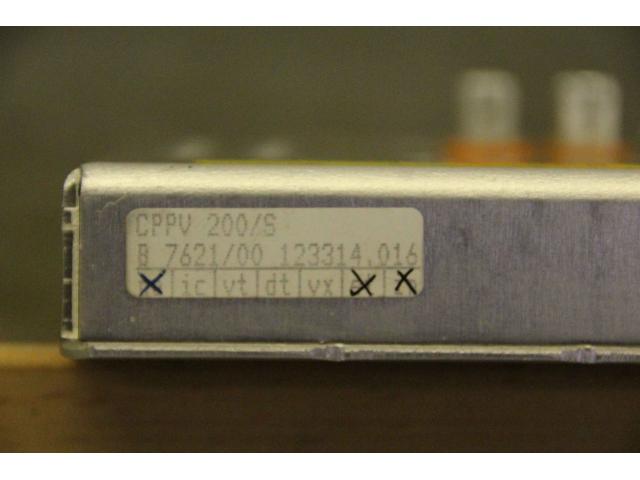 CPPV 200/S
B 7621/00 123314.016
ic vt dt vx